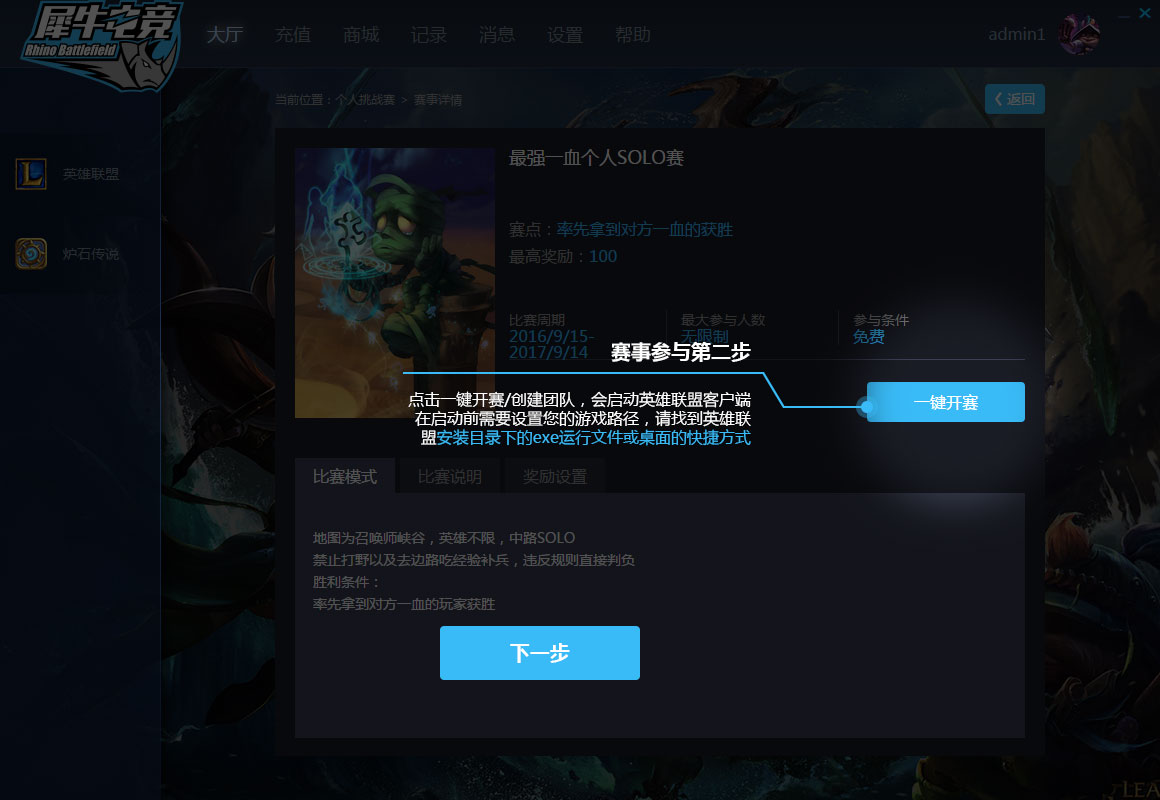 犀牛电竞
Rhino Battlefield
大厅
充值
商城
记录
消息
设置
帮助
admin1
当前位置：个人挑战赛 > 赛事详情
返回
英雄联盟
炉石传说
最强一血个人SOLO赛
赛点：率先拿到对方一血的获胜
最高奖励：100
比赛周期
2016/9/15-
2017/9/14
最大参与人数
无限制
参与条件
免费
赛事参与第二步
点击一键开赛/创建团队，会启动英雄联盟客户端
在启动前需要设置您的游戏路径，请找到英雄联
盟安装目录下的exe运行文件或桌面的快捷方式
一键开赛
比赛模式
比赛说明
奖励设置
地图为召唤师峡谷，英雄不限，中路SOLO
禁止打野以及去边路吃经验补兵，违反规则直接判负
胜利条件：
率先拿到对方一血的玩家获胜
下一步
LEA